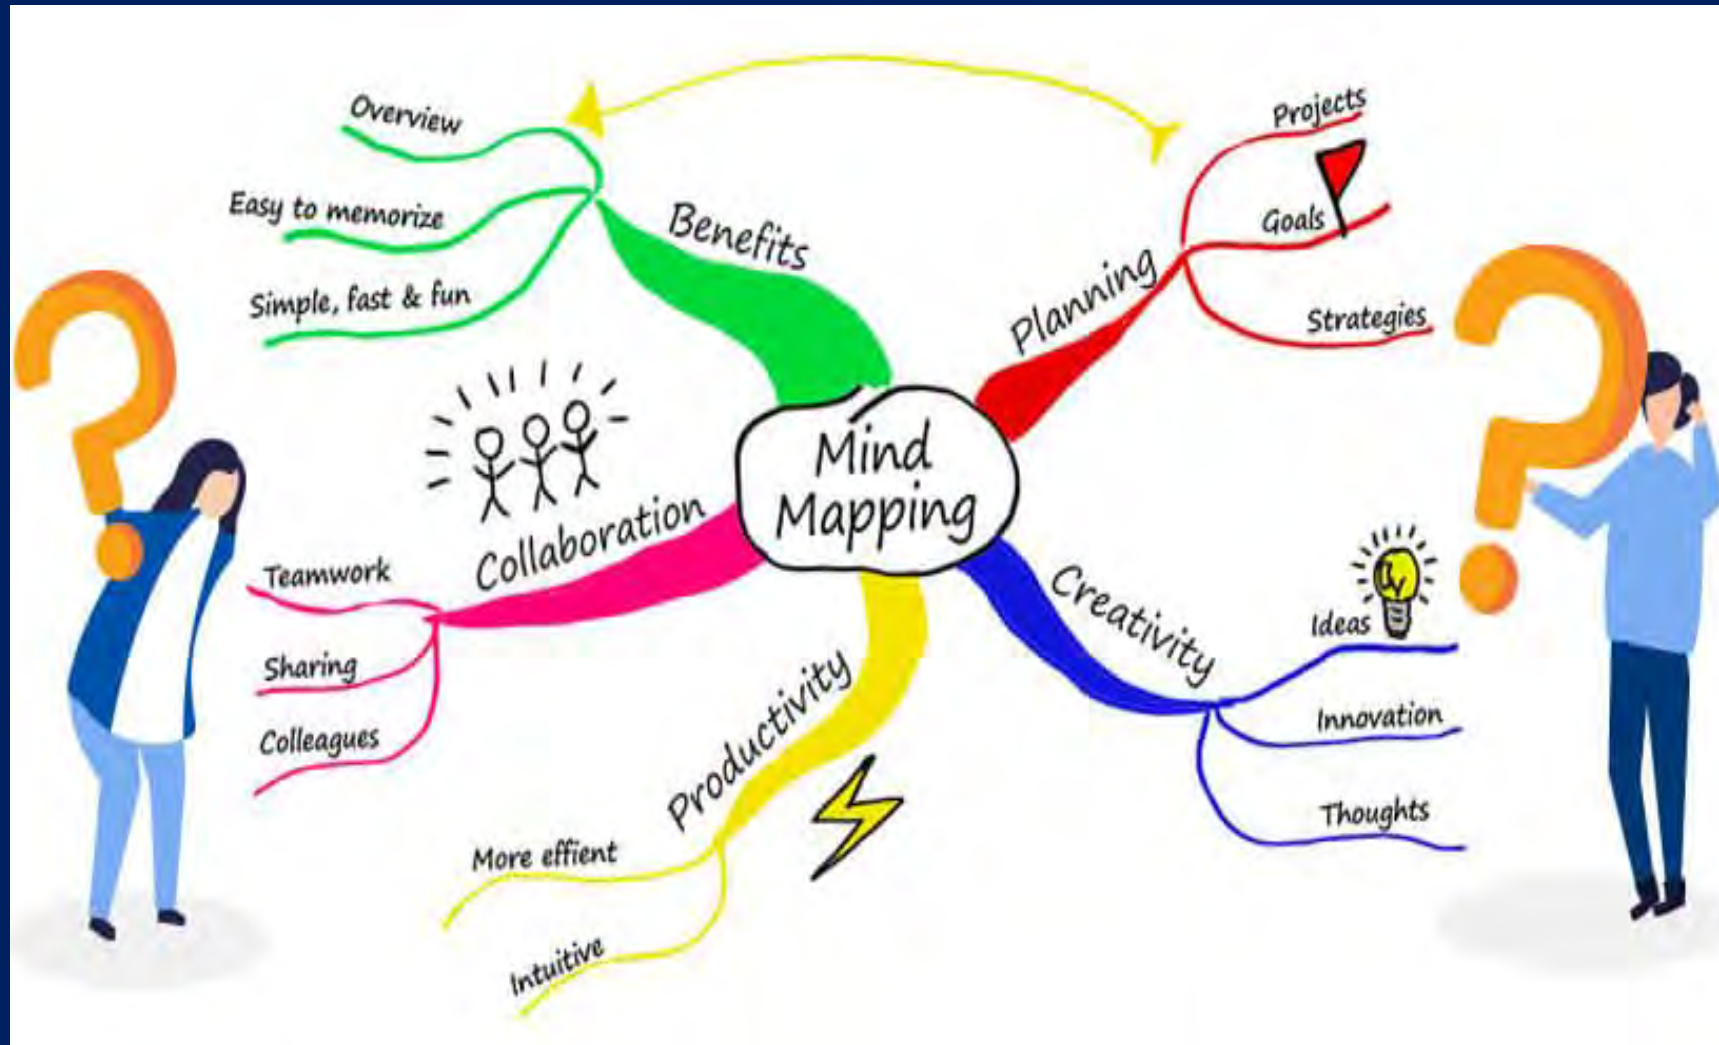 Mind
Mapping
Benefits
Overview
Easy to memorize
Simple, fast & fun
Planning
Projects
Goals
Strategies
Collaboration
Teamwork
Sharing
Colleagues
Productivity
More effient
Intuitive
Creativity
Ideas
Innovation
Thoughts